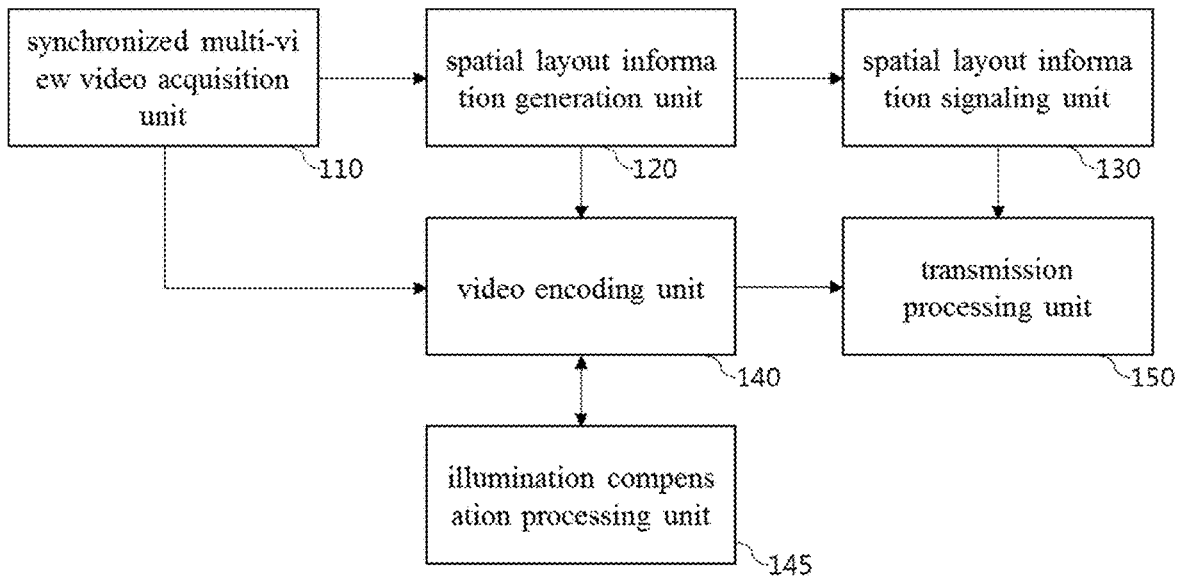 synchronized multi-vi
ew video acquisition
unit
110
spatial layout informa
tion generation unit
120
spatial layout informa
tion signaling unit
130
video encoding unit
140
transmission
processing unit
150
illumination compens
ation processing unit
145